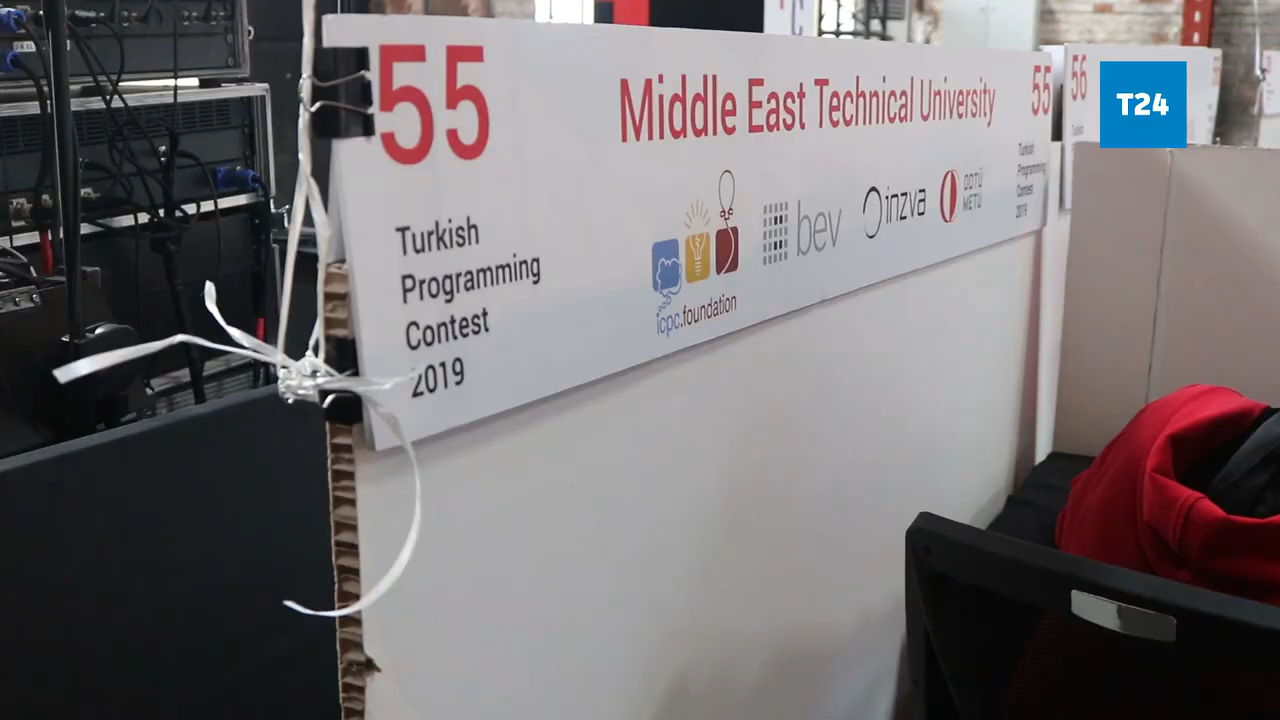 55
Middle East Technical University
55
Turkish
Programming
Contest
2019
icpc.foundation
bev
inzva
ODTÜ
METU
Turkish
Programming
Contest
2019
56
Turkish
T24